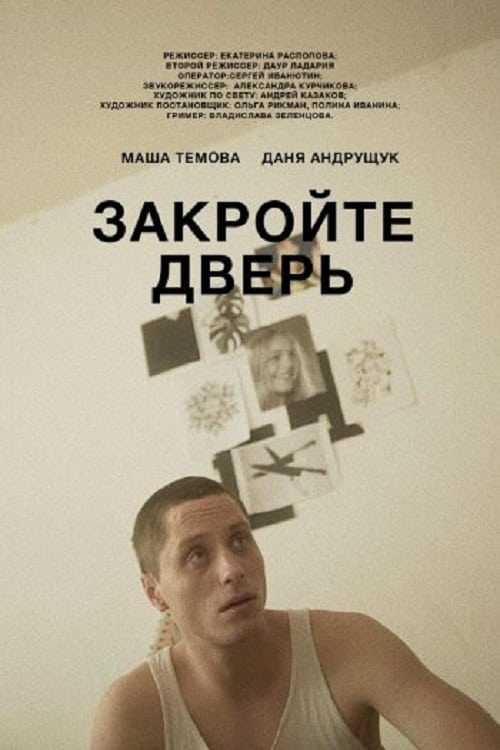 РЕЖИССЕР: ЕКАТЕРИНА РАСПОПОВА;
ВТОРОЙ РЕЖИССЕР: ДАУР ЛАДАРИЯ
ОПЕРАТОР:СЕРГЕЙ ИВАНЮТИН;
ЗВУКОРЕЖИССЕР: АЛЕКСАНДРА КУРЧИКОВА;
ХУДОЖНИК ПО СВЕТУ: АНДРЕЙ КАЗАКОВ;
ХУДОЖНИК ПОСТАНОВЩИК: ОЛЬГА РИКМАН, ПОЛИНА ИВАНИНА;
ГРИМЕР: ВЛАДИСЛАВА ЗЕЛЕНЦОВА.
МАША ТЕМОВА ДАНЯ АНДРУЩУК
ЗАКРОЙТЕ
ДВЕРЬ